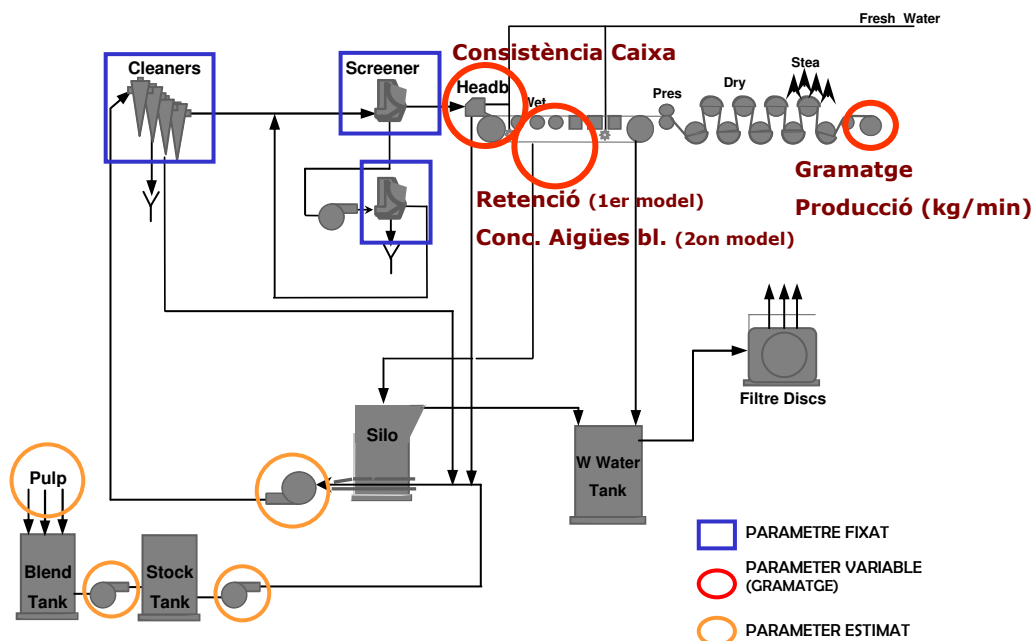 Fresh Water
Consistència Caixa
Cleaners
Screener
Headb
Wet
Pres
Dry
Stea
Gramatge
Producció (kg/min)
Retenció (1er model)
Conc. Aigües bl. (2on model)
Filtre Discs
Silo
W Water
Tank
Pulp
Blend
Tank
Stock
Tank
PARAMETRE FIXAT
PARAMETER VARIABLE
(GRAMATGE)
PARAMETER ESTIMAT